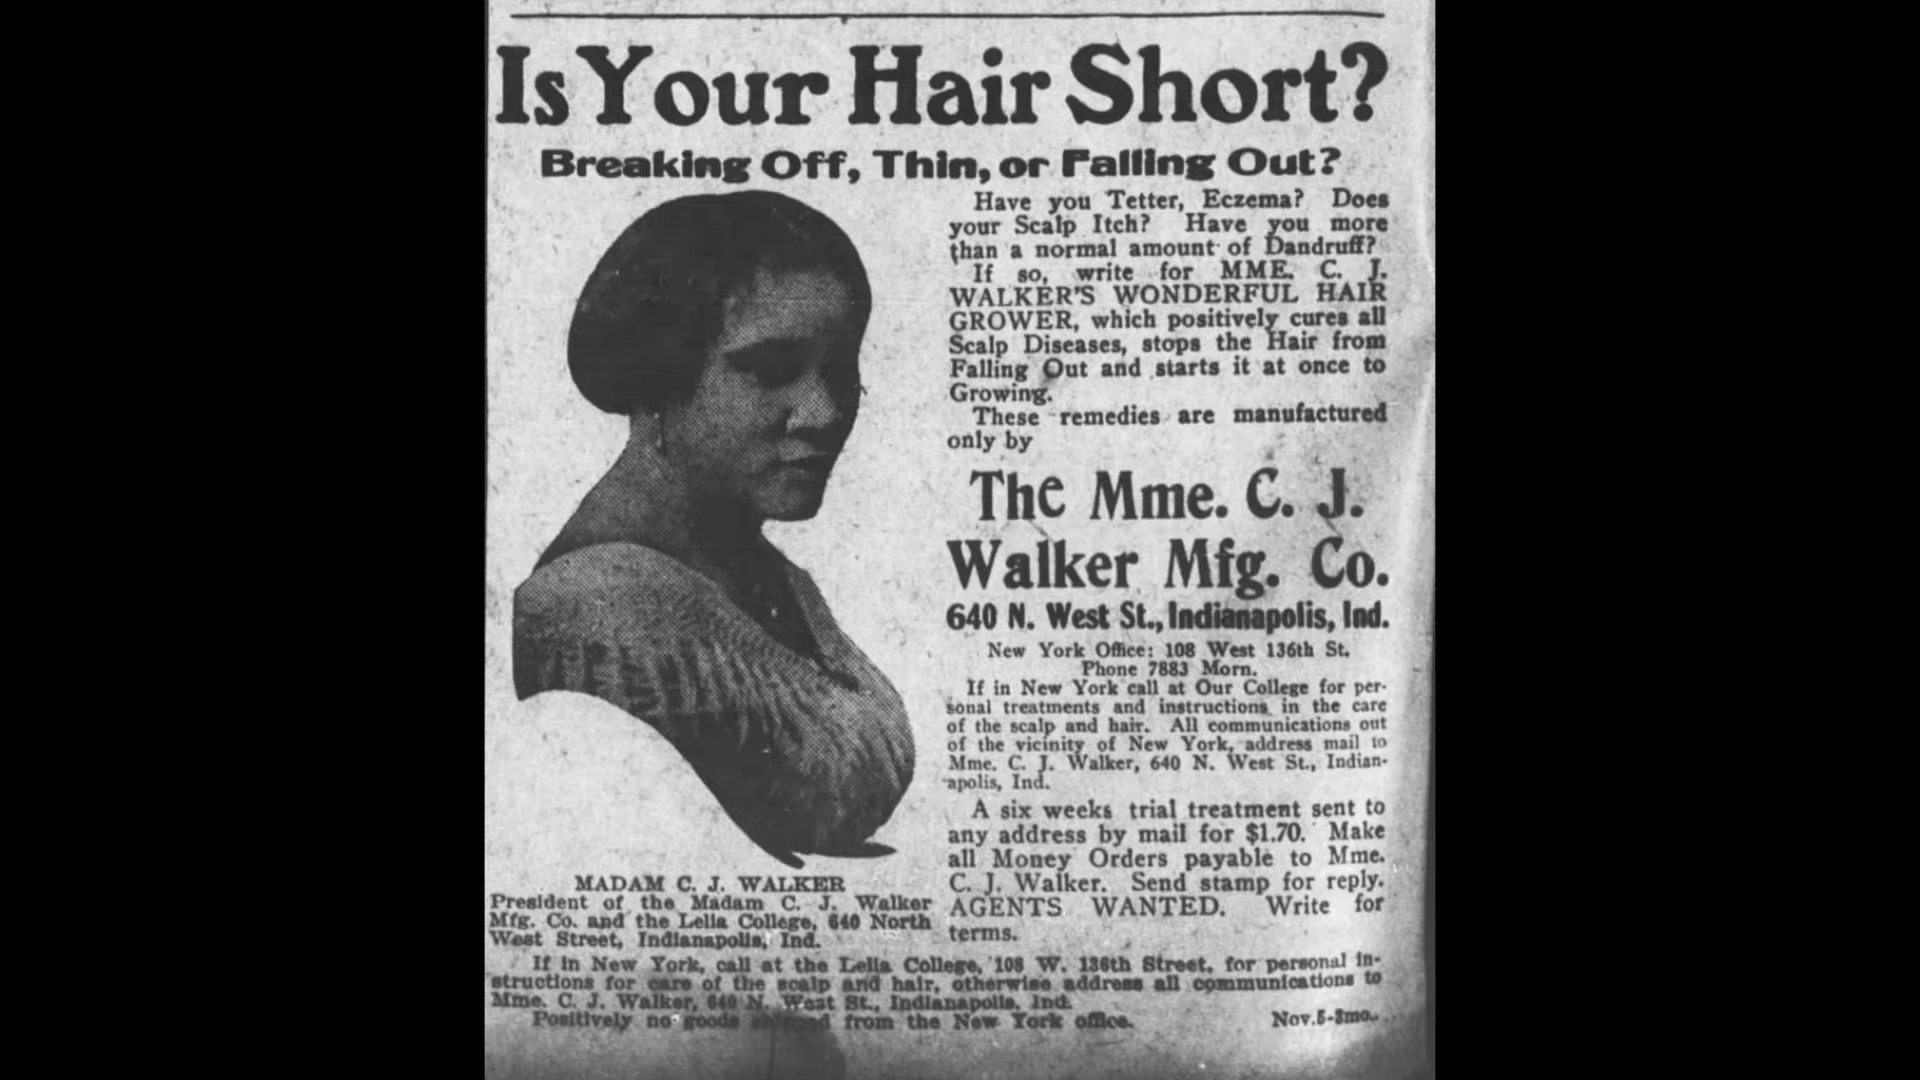 Is Your Hair Short?
Breaking Off, Thin, or Falling Out?
Have you Tetter, Eczema? Does
your Scalp Itch? Have you more
than a normal amount of Dandruff?
If so, write for MME. C. J.
WALKER'S WONDERFUL HAIR
GROWER, which positively cures all
Scalp Diseases, stops the Hair from
Falling Out and starts it at once to
Growing.
These remedies are manufactured
only by
The Mme. C. J.
Walker Mfg. Co.
640 N. West St., Indianapolis, Ind.
New York Office: 108 West 136th St.
Phone 7883 Morn.
If in New York call at Our College for per-
sonal treatments and instructions in the care
of the scalp and hair. All communications out
of the vicinity of New York, address mail to
Mme. C. J. Walker, 640 N. West St., Indian-
apolis, Ind.
A six weeks trial treatment sent to
any address by mail for $1.70. Make
all Money Orders payable to Mme.
C. J. Walker. Send stamp for reply.
AGENTS WANTED. Write for
terms.
MADAM C. J. WALKER
President of the Madam C. J. Walker
Mfg. Co. and the Lelia College, 640 North
West Street, Indianapolis, Ind.
If in New York, call at the Lelia College, 108 W. 136th Street, for personal in-
structions for care of the scalp and hair, otherwise address all communications to
Mme. C. J. Walker, 640 N. West St., Indianapolis, Ind.
Positively no goods from the New York office.
Nov.5-3mo.